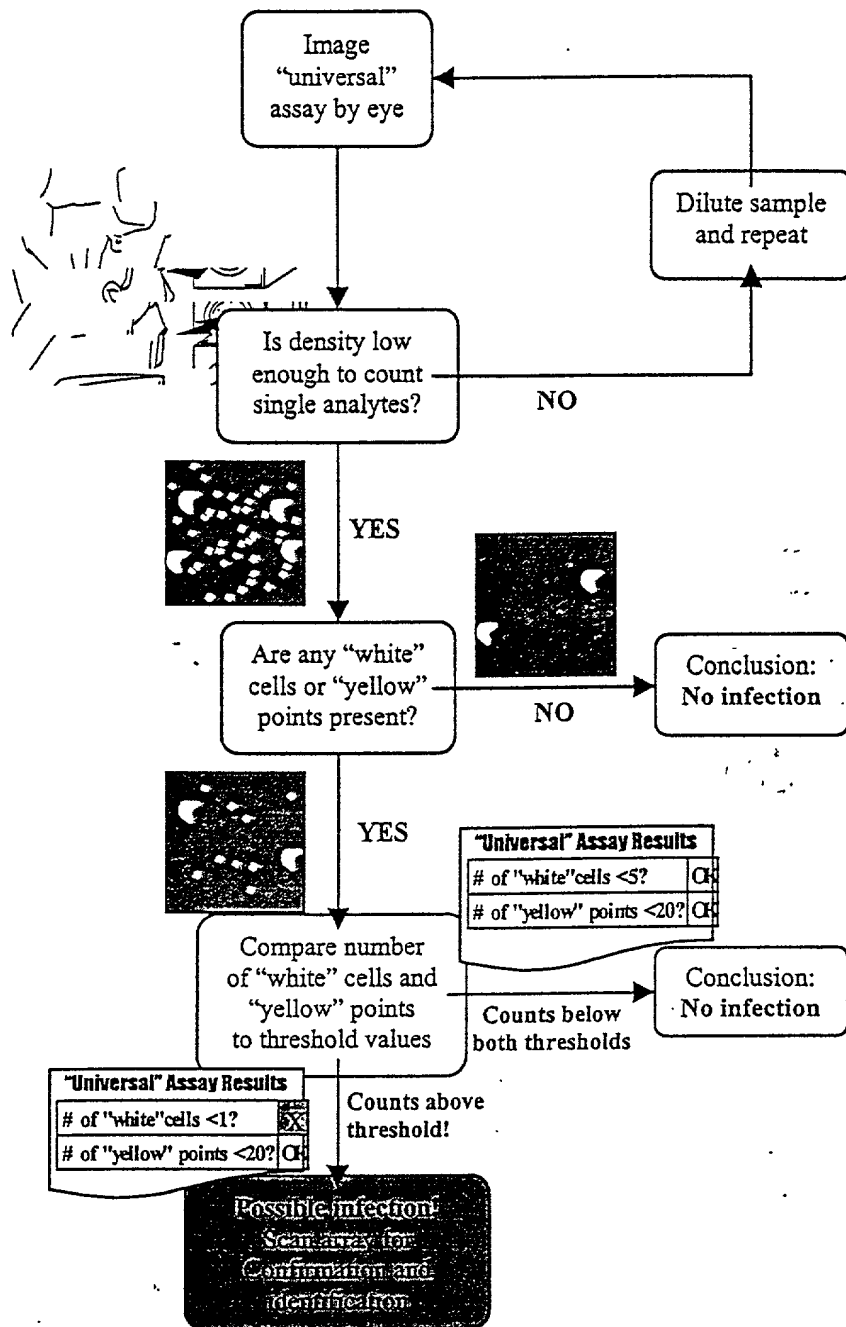 Image
“universal”
assay by eye
Dilute sample
and repeat
Is density low
enough to count
single analytes?
NO
YES
Are any “white”
cells or “yellow”
points present?
NO
Conclusion:
No infection
YES
"Universal" Assay Results
# of "white"cells <5? OK
# of "yellow" points <20? OK
Compare number
of “white” cells and
“yellow” points
to threshold values
Counts below
both thresholds
Conclusion:
No infection
"Universal" Assay Results
# of "white"cells <1? X
# of "yellow" points <20? OK
Counts above
threshold!
Possible infection!
Scan array for
Confirmation and
identification